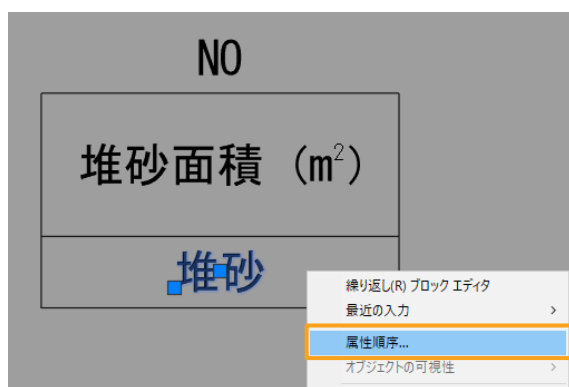 NO
堆砂面積 (m²)
堆砂
繰り返し(R) ブロック エディタ
最近の入力 >
属性順序...
オブジェクトの可視性 >